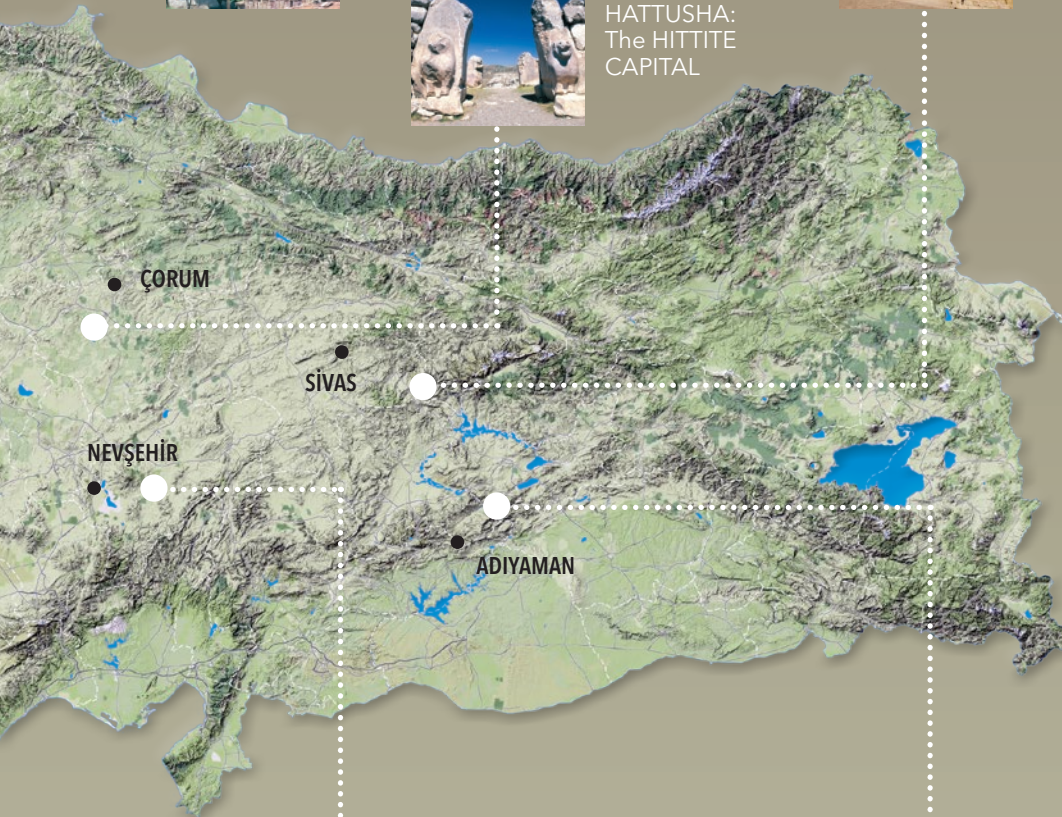 HATTUSHA:
The HITTITE
CAPITAL
ÇORUM
SİVAS
NEVŞEHİR
ADIYAMAN